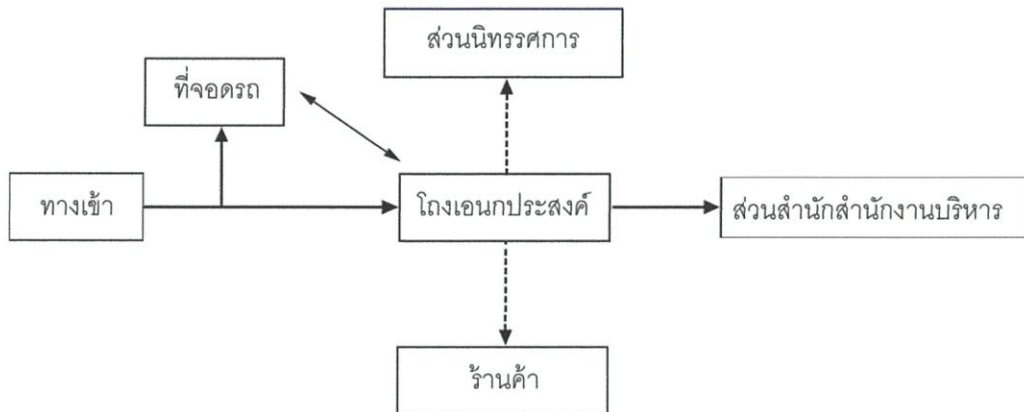 ส่วนนิทรรศการ
ที่จอดรถ
ทางเข้า
โถงเอนกประสงค์
ส่วนสำนักสำนักงานบริหาร
ร้านค้า